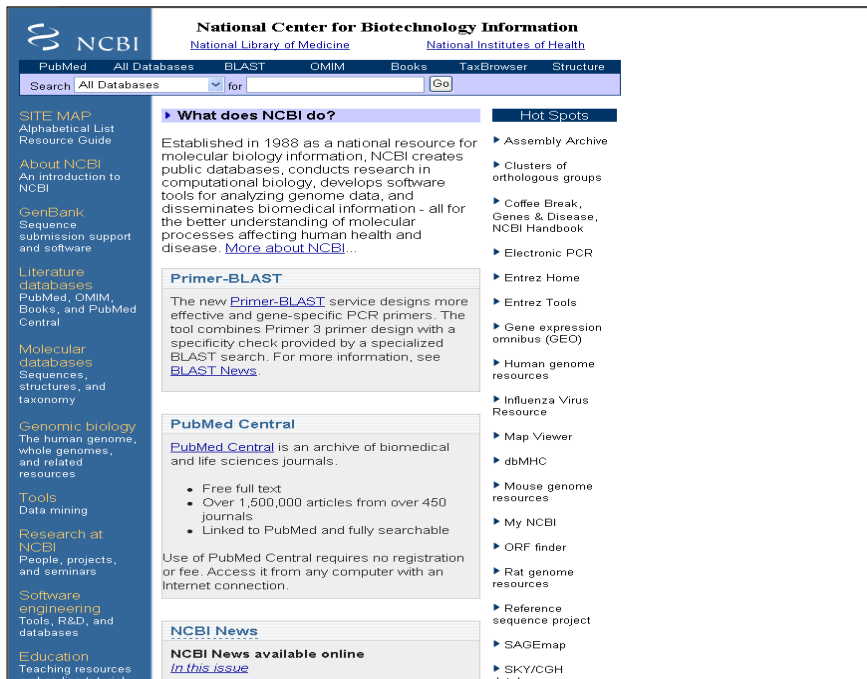 NCBI
National Center for Biotechnology Information
National Library of Medicine National Institutes of Health
PubMed All Databases BLAST OMIM Books TaxBrowser Structure
Search All Databases for Go
SITE MAP
Alphabetical List
Resource Guide
About NCBI
An introduction to
NCBI
GenBank
Sequence
submission support
and software
Literature
databases
PubMed, OMIM,
Books, and PubMed
Central
Molecular
databases
Sequences,
structures, and
taxonomy
Genomic biology
The human genome,
whole genomes,
and related
resources
Tools
Data mining
Research at
NCBI
People, projects,
and seminars
Software
engineering
Tools, R&D, and
databases
Education
Teaching resources
What does NCBI do?
Established in 1988 as a national resource for
molecular biology information, NCBI creates
public databases, conducts research in
computational biology, develops software
tools for analyzing genome data, and
disseminates biomedical information - all for
the better understanding of molecular
processes affecting human health and
disease. More about NCBI...
Primer-BLAST
The new Primer-BLAST service designs more
effective and gene-specific PCR primers. The
tool combines Primer 3 primer design with a
specificity check provided by a specialized
BLAST search. For more information, see
BLAST News.
PubMed Central
PubMed Central is an archive of biomedical
and life sciences journals.
• Free full text
• Over 1,500,000 articles from over 450
journals
• Linked to PubMed and fully searchable
Use of PubMed Central requires no registration
or fee. Access it from any computer with an
Internet connection.
NCBI News
NCBI News available online
In this issue
Hot Spots
Assembly Archive
Clusters of
orthologous groups
Coffee Break,
Genes & Disease,
NCBI Handbook
Electronic PCR
Entrez Home
Entrez Tools
Gene expression
omnibus (GEO)
Human genome
resources
Influenza Virus
Resource
Map Viewer
dbMHC
Mouse genome
resources
My NCBI
ORF finder
Rat genome
resources
Reference
sequence project
SAGEmap
SKY/CGH